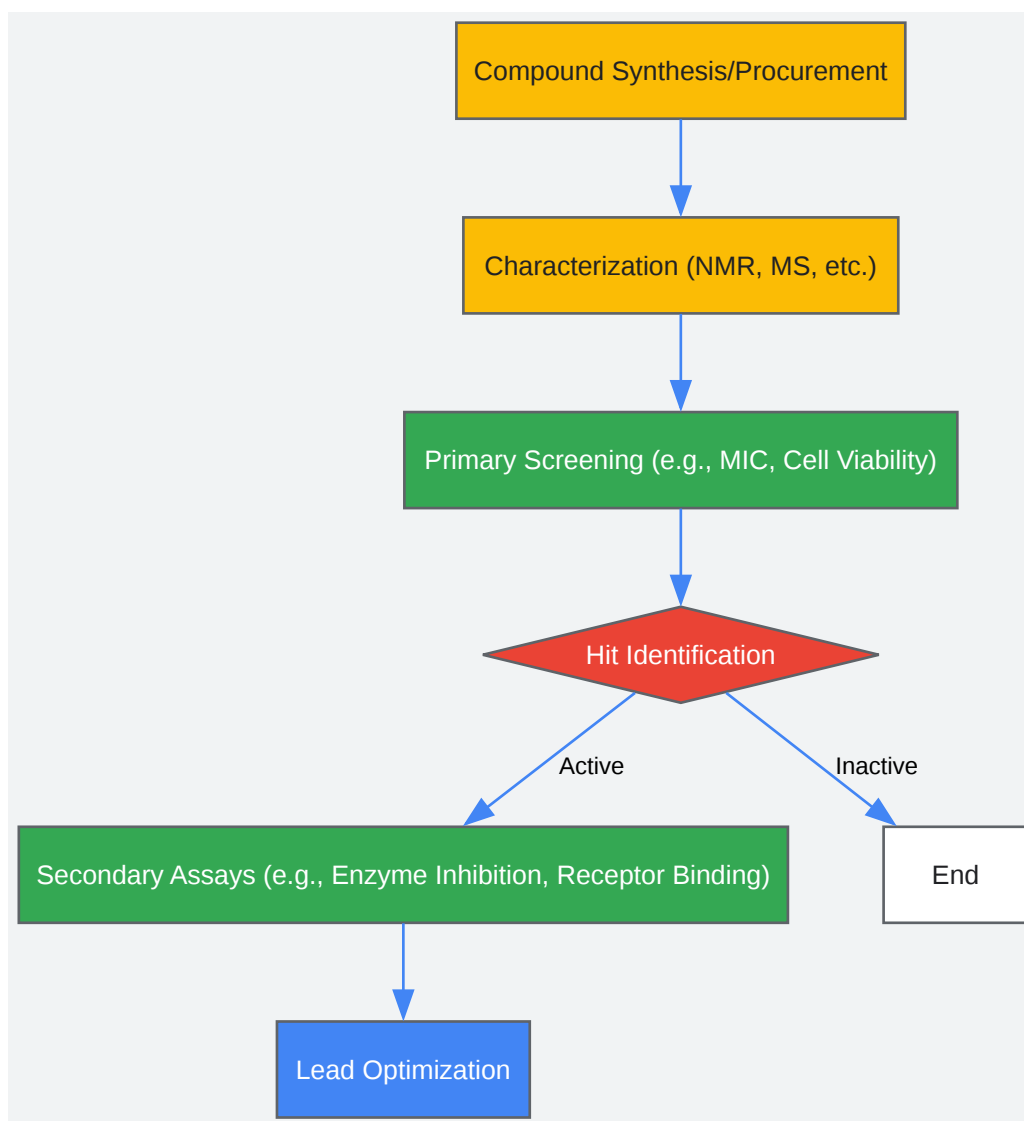 Compound Synthesis/Procurement
Characterization (NMR, MS, etc.)
Primary Screening (e.g., MIC, Cell Viability)
Hit Identification
Active
Inactive
Secondary Assays (e.g., Enzyme Inhibition, Receptor Binding)
End
Lead Optimization